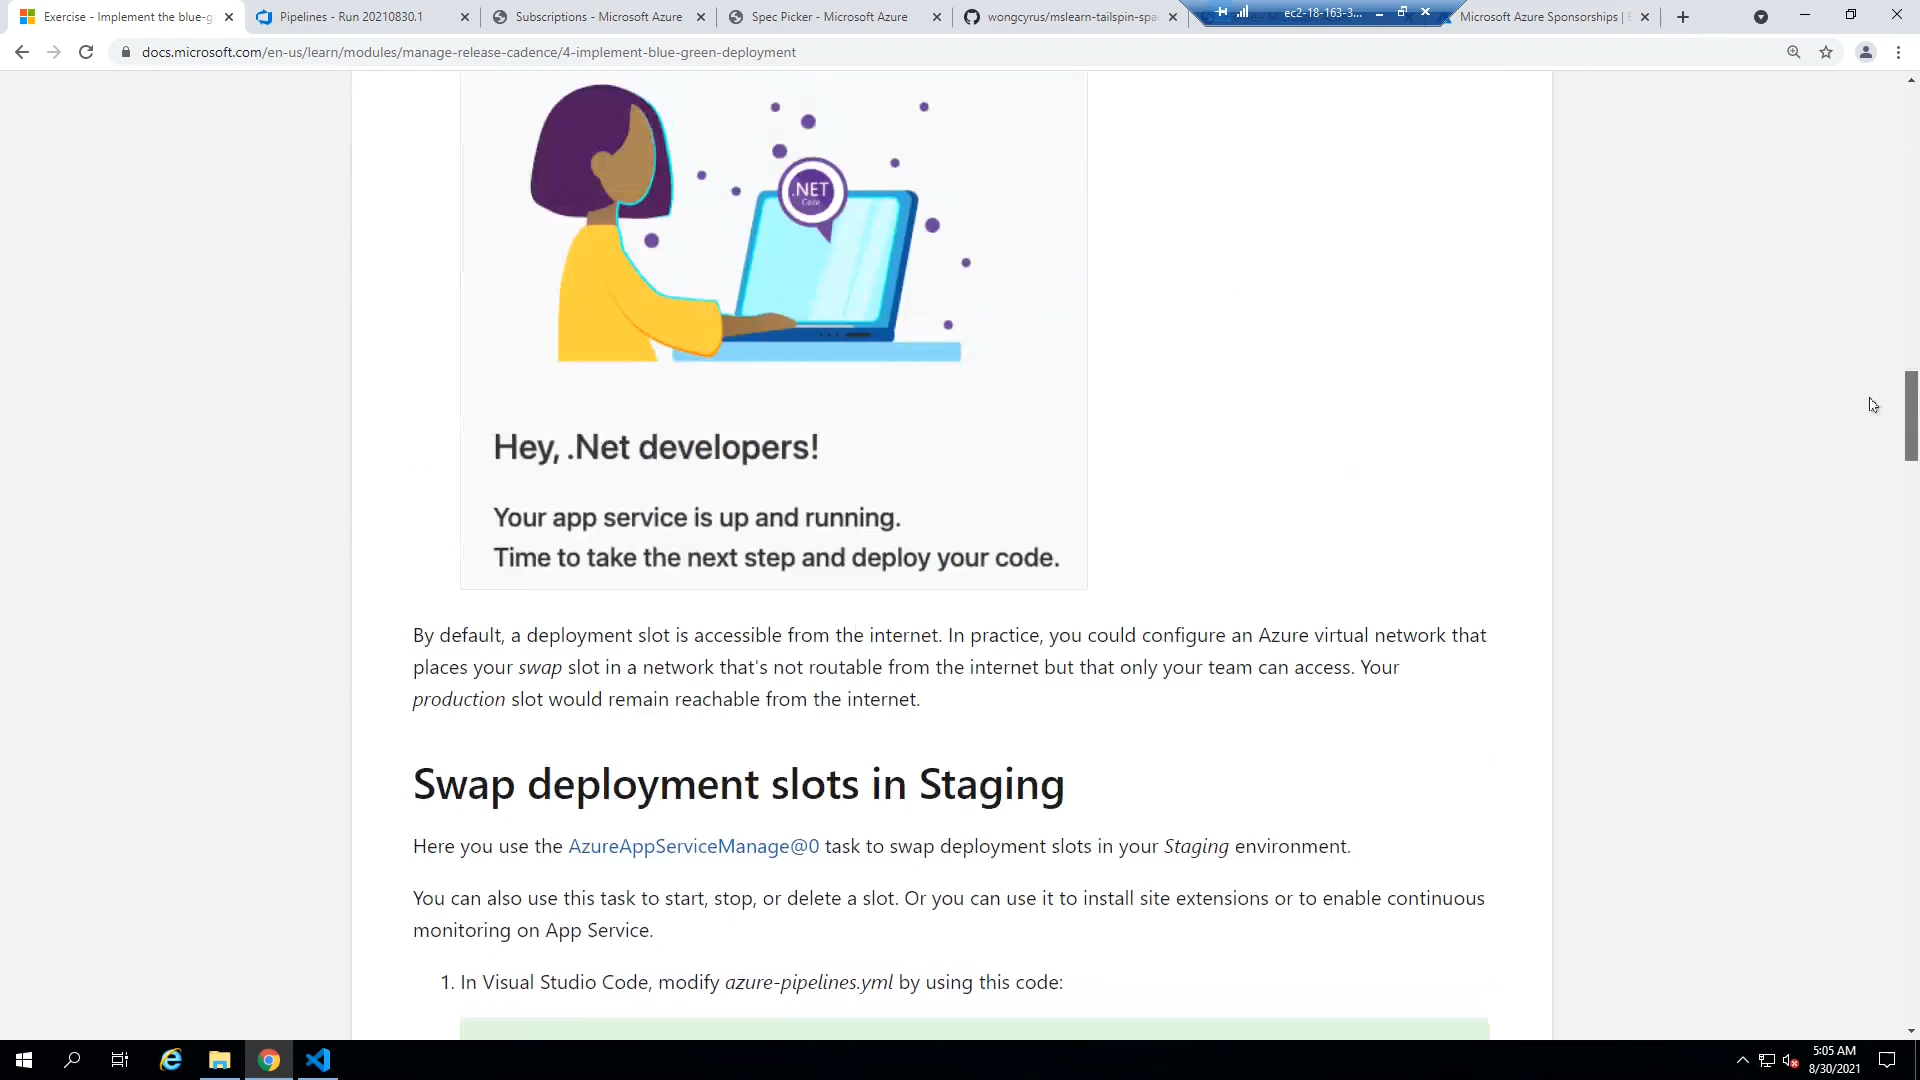 Exercise - Implement the blue-g
Pipelines - Run 20210830.1
Subscriptions - Microsoft Azure
Spec Picker - Microsoft Azure
wongcyrus/mslearn-tailspin-spa
ec2-18-163-3...
Microsoft Azure Sponsorships |
docs.microsoft.com/en-us/learn/modules/manage-release-cadence/4-implement-blue-green-deployment
.NET
Core
Hey, .Net developers!
Your app service is up and running.
Time to take the next step and deploy your code.
By default, a deployment slot is accessible from the internet. In practice, you could configure an Azure virtual network that
places your swap slot in a network that's not routable from the internet but that only your team can access. Your
production slot would remain reachable from the internet.
Swap deployment slots in Staging
Here you use the AzureAppServiceManage@0 task to swap deployment slots in your Staging environment.
You can also use this task to start, stop, or delete a slot. Or you can use it to install site extensions or to enable continuous
monitoring on App Service.
1. In Visual Studio Code, modify azure-pipelines.yml by using this code:
5:05 AM
8/30/2021